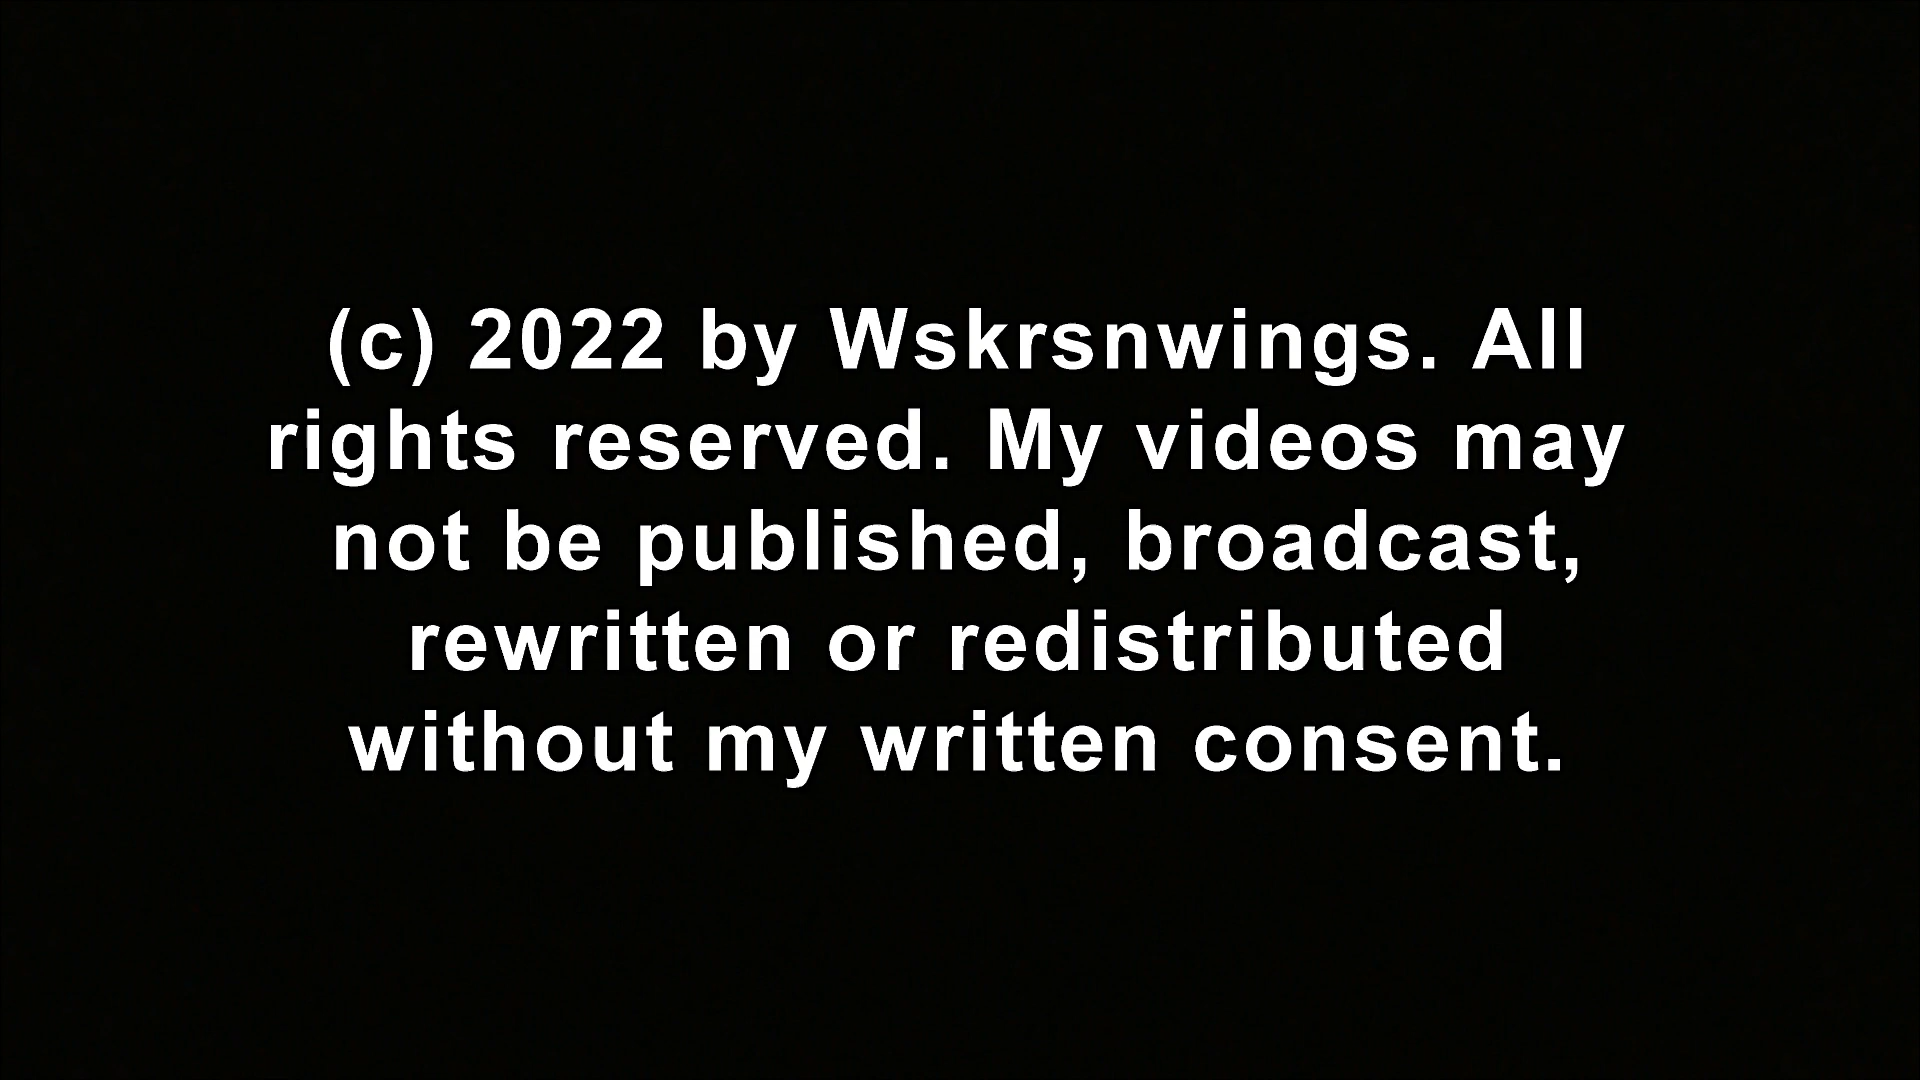 (c) 2022 by Wskrsnwings. All
rights reserved. My videos may
not be published, broadcast,
rewritten or redistributed
without my written consent.